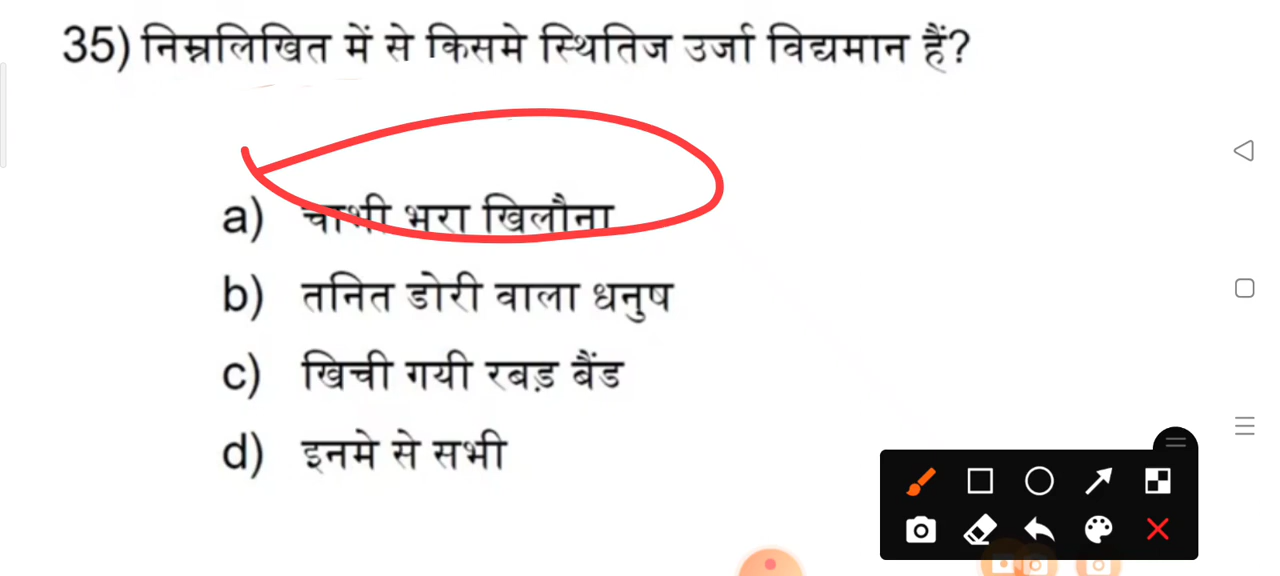 35) निम्नलिखित में से किसमे स्थितिज उर्जा विद्यमान हैं?
a) चाभी भरा खिलौना
b) तनित डोरी वाला धनुष
c) खिची गयी रबड़ बैंड
d) इनमे से सभी